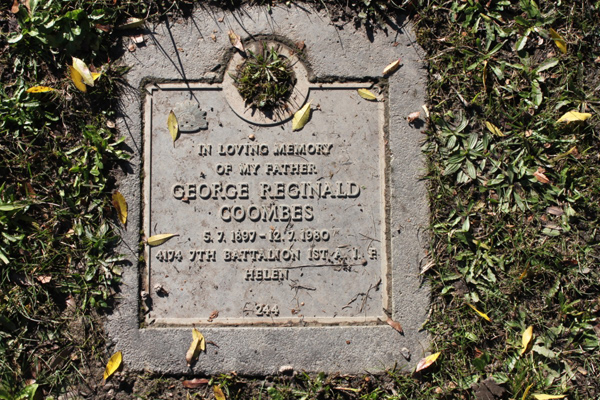 IN LOVING MEMORY
OF MY FATHER
GEORGE REGINALD
COOMBES
5.7.1897 - 12.7.1980
4174 7TH BATTALION 1ST A.I.F.
HELEN
244